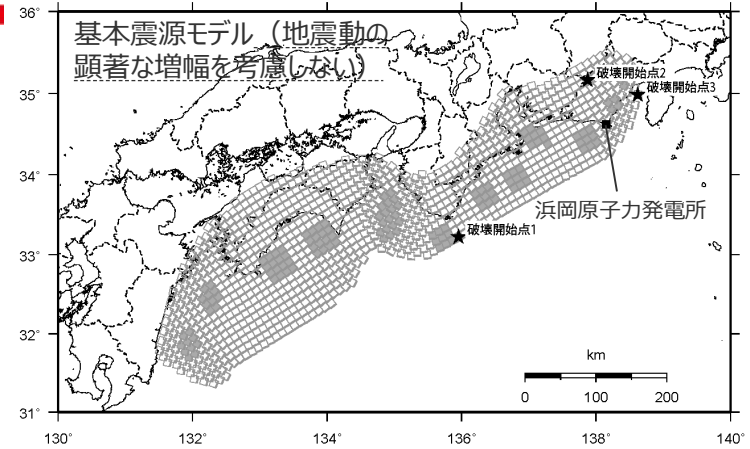 基本震源モデル（地震動の
顕著な増幅を考慮しない）
36°
35°
34°
33°
32°
31°
破壊開始点2
破壊開始点3
浜岡原子力発電所
破壊開始点1
km
0 100 200
130° 132° 134° 136° 138° 140°